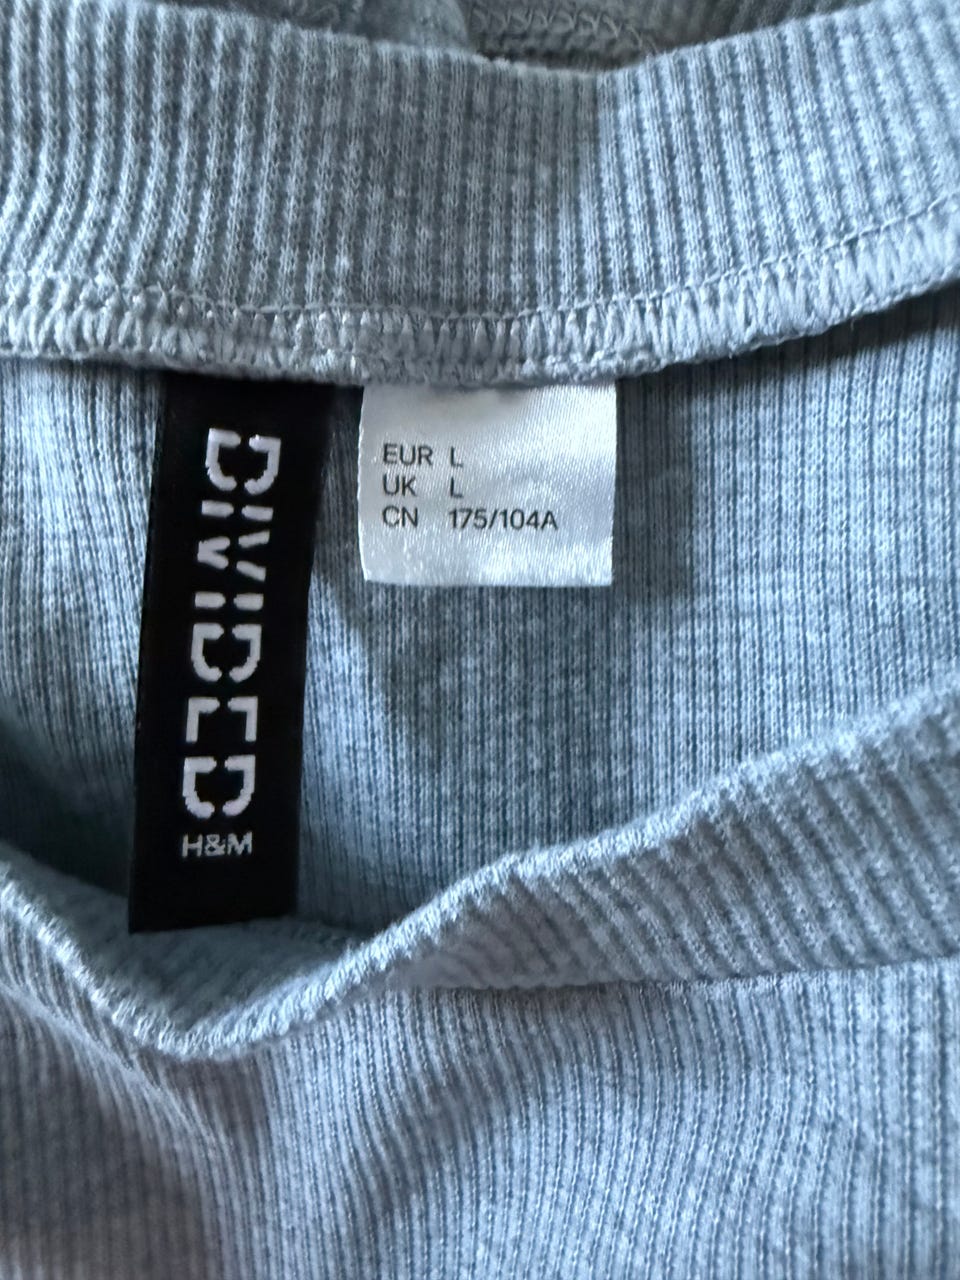 DIVIDED
H&M
EUR L
UK L
CN 175/104A